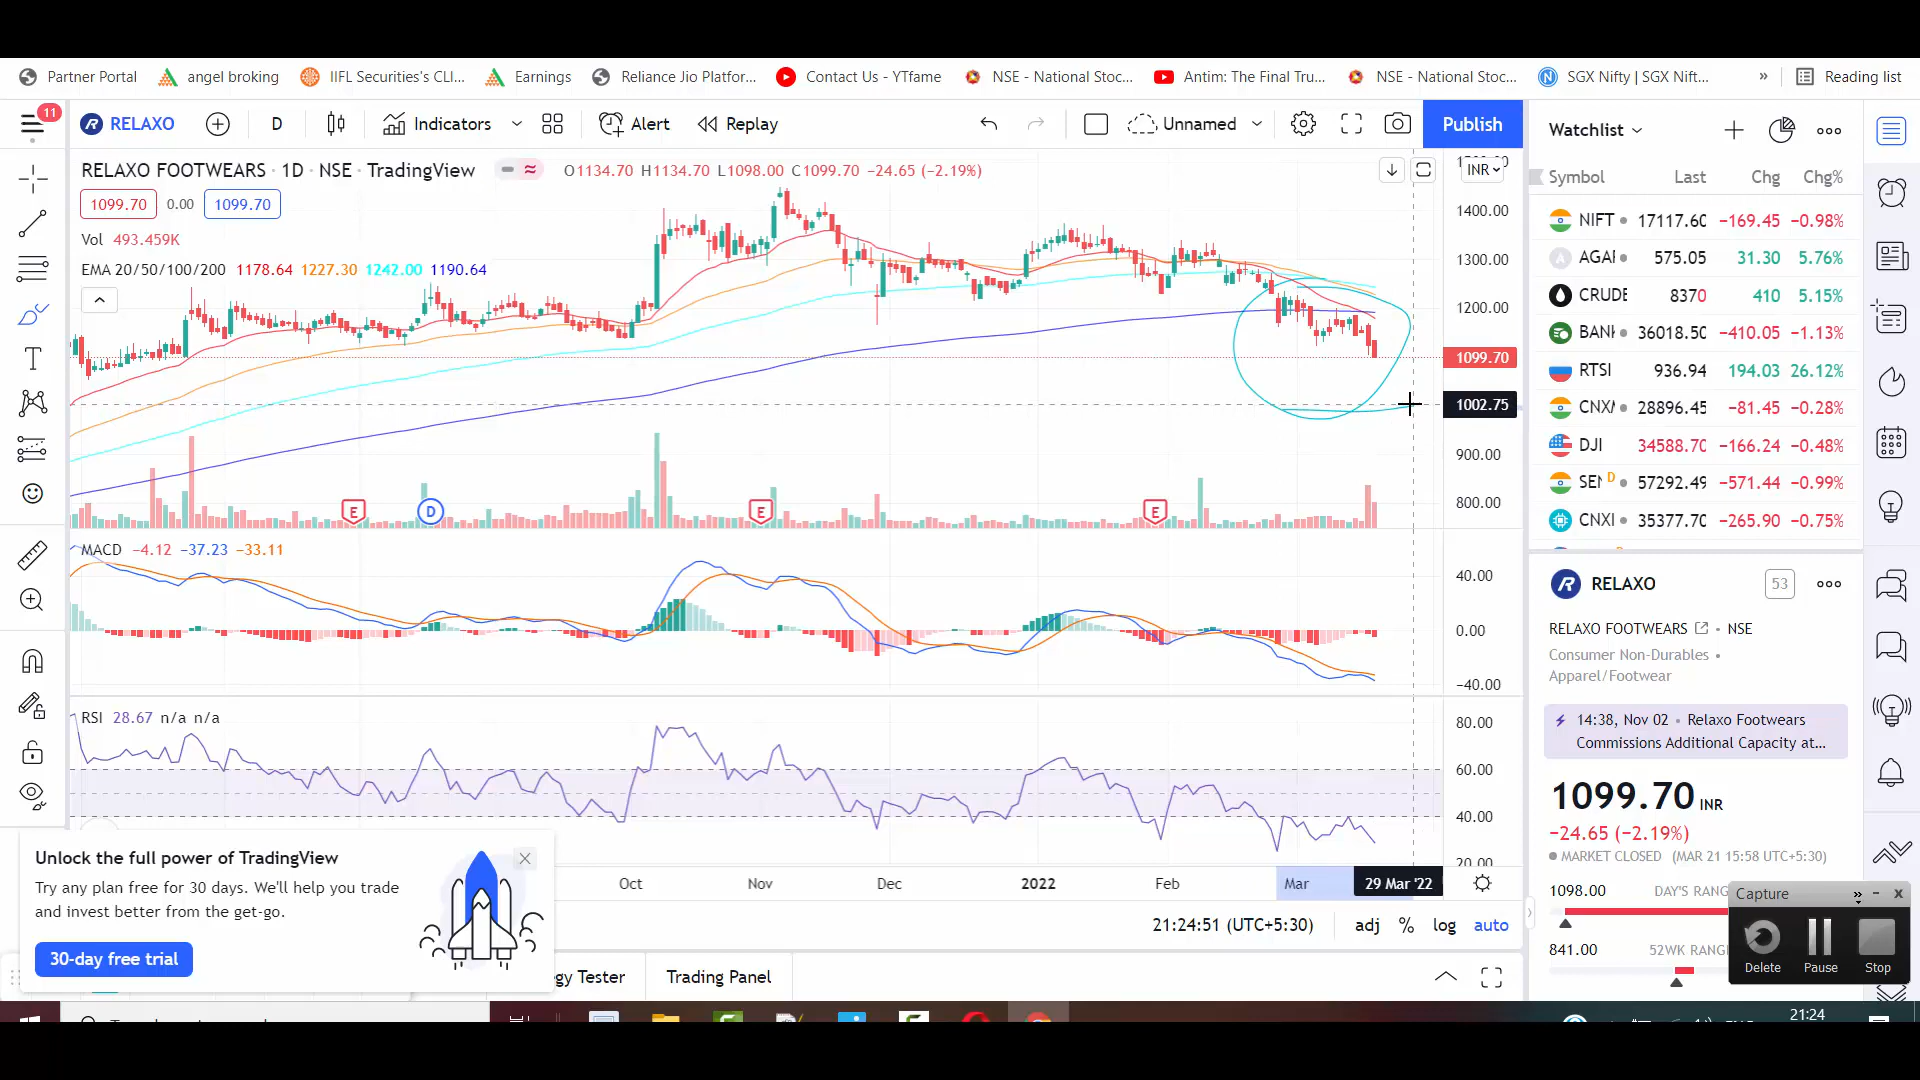 Partner Portal angel broking IIFL Securities's CLI... Earnings Reliance Jio Platfor... Contact Us - YTfame NSE - National Stoc... Antim: The Final Tru... NSE - National Stoc... SGX Nifty | SGX Nift... » Reading list
11
RELAXO D Indicators Alert Replay Unnamed Publish
RELAXO FOOTWEARS · 1D · NSE · TradingView O1134.70 H1134.70 L1098.00 C1099.70 −24.65 (−2.19%) INR
1099.70 0.00 1099.70
Vol 493.459K
EMA 20/50/100/200 1178.64 1227.30 1242.00 1190.64
1400.00
1300.00
1200.00
1099.70
1002.75
900.00
800.00
E D E E
MACD −4.12 −37.23 −33.11
40.00
0.00
−40.00
RSI 28.67 n/a n/a
80.00
60.00
40.00
20.00
Oct Nov Dec 2022 Feb Mar 29 Mar '22
21:24:51 (UTC+5:30) adj % log auto
Trading Panel
Unlock the full power of TradingView
Try any plan free for 30 days. We'll help you trade
and invest better from the get-go.
30-day free trial
Watchlist
Symbol Last Chg Chg%
NIFT 17117.60 −169.45 −0.98%
AGAI 575.05 31.30 5.76%
CRUDE 8370 410 5.15%
BANK 36018.50 −410.05 −1.13%
RTSI 936.94 194.03 26.12%
CNX 28896.45 −81.45 −0.28%
DJI 34588.70 −166.24 −0.48%
SEN D 57292.49 −571.44 −0.99%
CNXI 35377.70 −265.90 −0.75%
RELAXO 53
RELAXO FOOTWEARS • NSE
Consumer Non-Durables •
Apparel/Footwear
14:38, Nov 02 • Relaxo Footwears
Commissions Additional Capacity at...
1099.70 INR
−24.65 (−2.19%)
MARKET CLOSED (MAR 21 15:58 UTC+5:30)
1098.00 DAY'S RANG
841.00 52WK RANG
Capture » − x
Delete Pause Stop
21:24